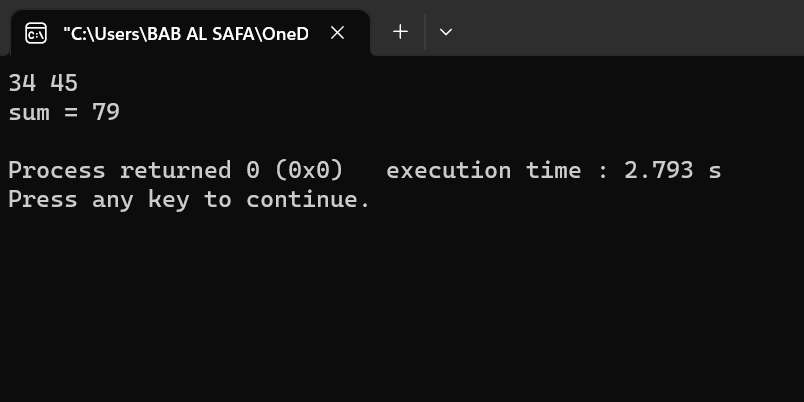 "C:\Users\BAB AL SAFA\OneD
34 45
sum = 79
Process returned 0 (0x0)   execution time : 2.793 s
Press any key to continue.